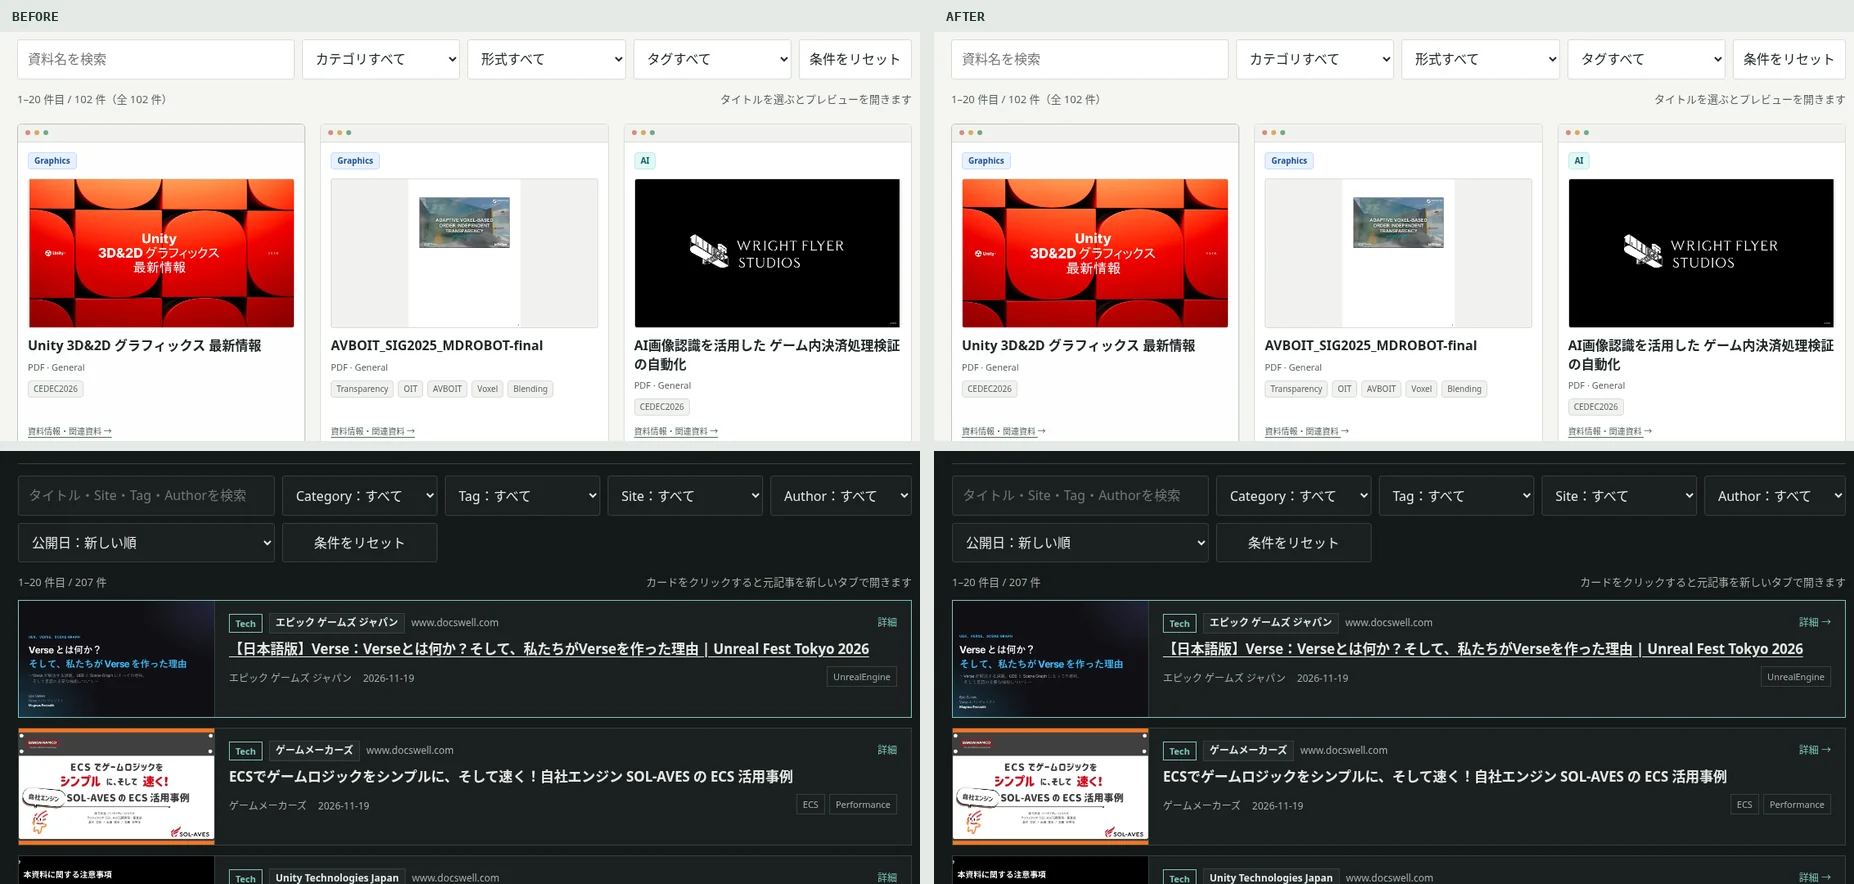 BEFORE
資料名を検索
カテゴリすべて
形式すべて
タグすべて
条件をリセット
1–20 件目 / 102 件（全 102 件）
タイトルを選ぶとプレビューを開きます
Graphics
Unity
3D&2D グラフィックス
最新情報
Unity 3D&2D グラフィックス 最新情報
PDF · General
CEDEC2026
資料情報・関連資料 →
Graphics
ADAPTIVE VOXEL-BASED
ORDER INDEPENDENT
TRANSPARENCY
AVBOIT_SIG2025_MDROBOT-final
PDF · General
Transparency
OIT
AVBOIT
Voxel
Blending
資料情報・関連資料 →
AI
WRIGHT FLYER
STUDIOS
AI画像認識を活用した ゲーム内決済処理検証
の自動化
PDF · General
CEDEC2026
資料情報・関連資料 →
タイトル・Site・Tag・Authorを検索
Category：すべて
Tag：すべて
Site：すべて
Author：すべて
公開日：新しい順
条件をリセット
1–20 件目 / 207 件
カードをクリックすると元記事を新しいタブで開きます
Verse とは何か？
そして、私たちが Verse を作った理由
Tech
エピック ゲームズ ジャパン
www.docswell.com
詳細
【日本語版】Verse：Verseとは何か？そして、私たちがVerseを作った理由 | Unreal Fest Tokyo 2026
エピック ゲームズ ジャパン 2026-11-19
UnrealEngine
ECS でゲームロジックを
シンプルに、そして 速く！
自社エンジン SOL-AVES の ECS 活用事例
SOL-AVES
Tech
ゲームメーカーズ
www.docswell.com
詳細
ECSでゲームロジックをシンプルに、そして速く！自社エンジン SOL-AVES の ECS 活用事例
ゲームメーカーズ 2026-11-19
ECS
Performance
本資料に関する注意事項
Tech
Unity Technologies Japan
www.docswell.com
詳細
AFTER
資料名を検索
カテゴリすべて
形式すべて
タグすべて
条件をリセット
1–20 件目 / 102 件（全 102 件）
タイトルを選ぶとプレビューを開きます
Graphics
Unity
Unity
3D&2D グラフィックス
最新情報
Unity 3D&2D グラフィックス 最新情報
PDF · General
CEDEC2026
資料情報・関連資料 →
Graphics
ADAPTIVE VOXEL-BASED
ORDER INDEPENDENT
TRANSPARENCY
AVBOIT_SIG2025_MDROBOT-final
PDF · General
Transparency
OIT
AVBOIT
Voxel
Blending
資料情報・関連資料 →
AI
WRIGHT FLYER
STUDIOS
AI画像認識を活用した ゲーム内決済処理検証
の自動化
PDF · General
CEDEC2026
資料情報・関連資料 →
タイトル・Site・Tag・Authorを検索
Category：すべて
Tag：すべて
Site：すべて
Author：すべて
公開日：新しい順
条件をリセット
1–20 件目 / 207 件
カードをクリックすると元記事を新しいタブで開きます
Verse とは何か？
そして、私たちが Verse を作った理由
Tech
エピック ゲームズ ジャパン
www.docswell.com
詳細 →
【日本語版】Verse：Verseとは何か？そして、私たちがVerseを作った理由 | Unreal Fest Tokyo 2026
エピック ゲームズ ジャパン 2026-11-19
UnrealEngine
ECS でゲームロジックを
シンプル に、そして 速く！
自社エンジン SOL-AVES の ECS 活用事例
SOL-AVES
Tech
ゲームメーカーズ
www.docswell.com
詳細 →
ECSでゲームロジックをシンプルに、そして速く！自社エンジン SOL-AVES の ECS 活用事例
ゲームメーカーズ 2026-11-19
ECS
Performance
本資料に関する注意事項
Tech
Unity Technologies Japan
www.docswell.com
詳細 →